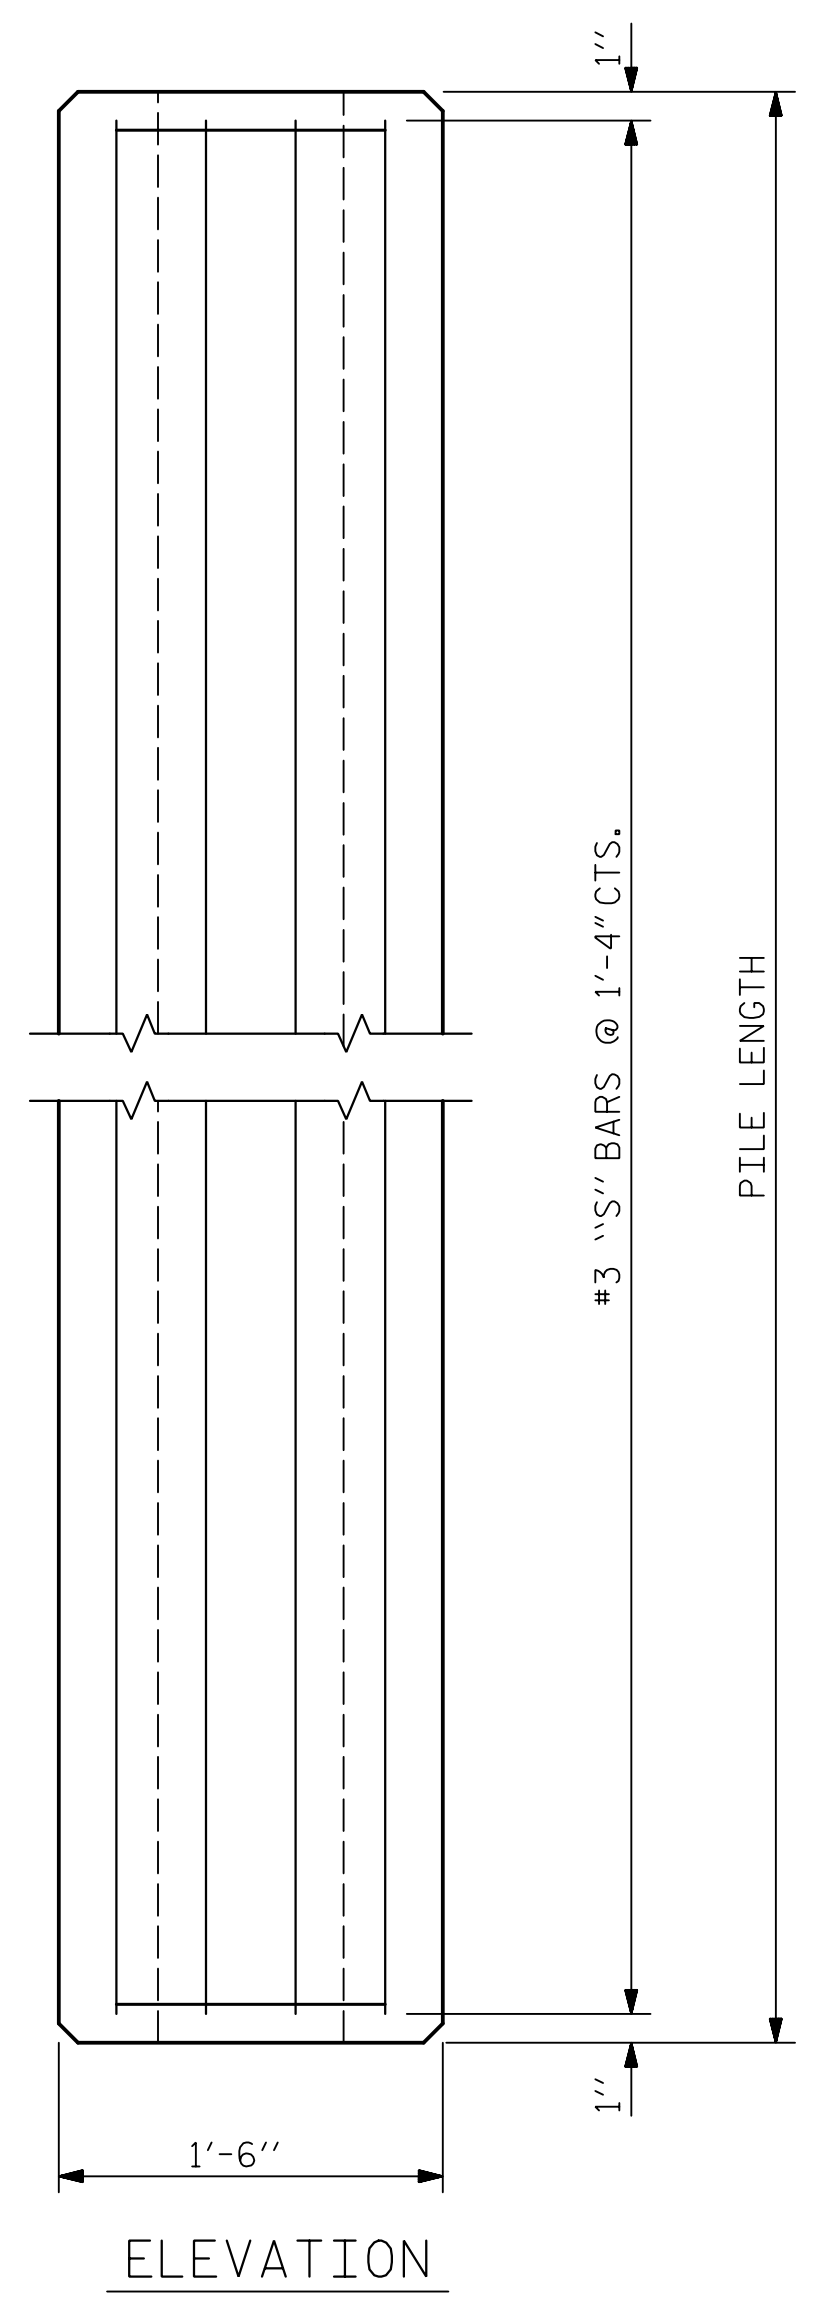 1''
#3 ``S'' BARS @ 1'-4" CTS.
PILE LENGTH
1''
1'-6''
ELEVATION